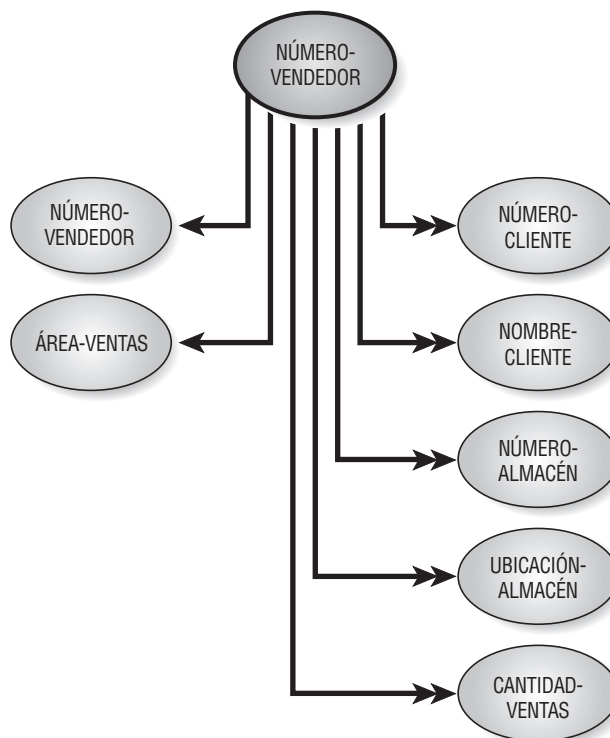 NÚMERO-
VENDEDOR
NÚMERO-
VENDEDOR
ÁREA-VENTAS
NÚMERO-
CLIENTE
NOMBRE-
CLIENTE
NÚMERO-
ALMACÉN
UBICACIÓN-
ALMACÉN
CANTIDAD-
VENTAS